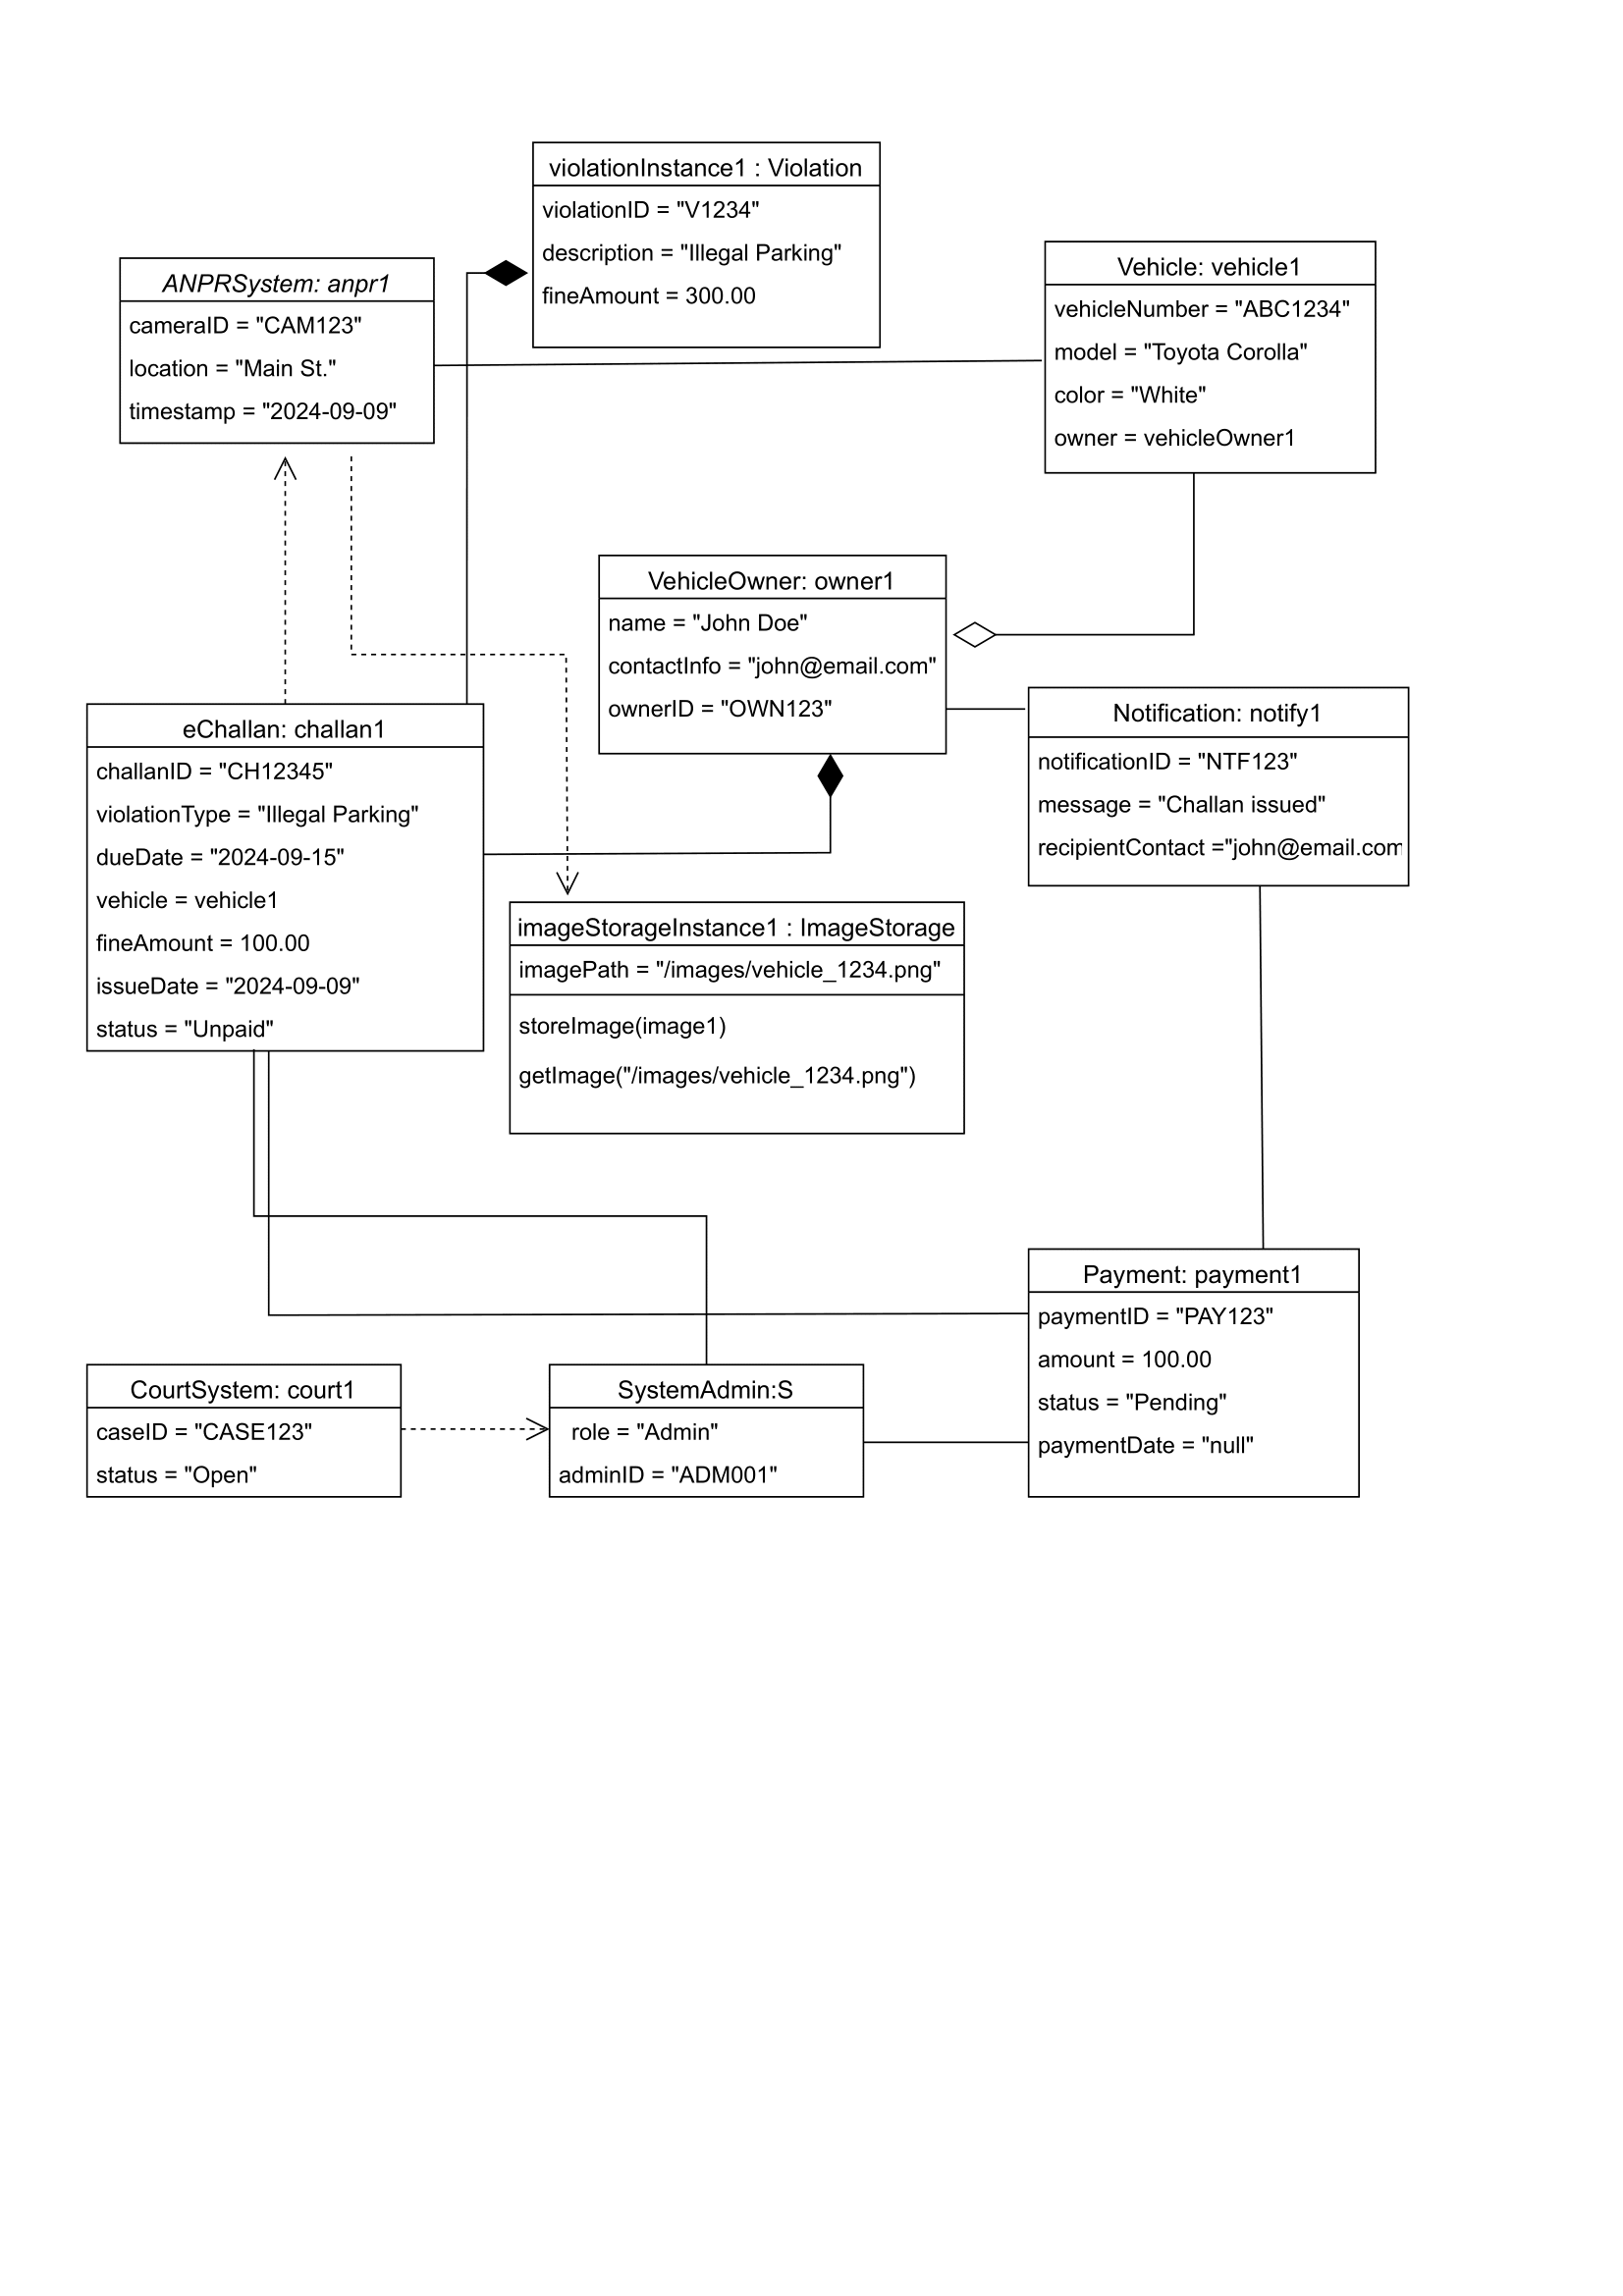 violationInstance1 : Violation
violationID = "V1234"
description = "Illegal Parking"
fineAmount = 300.00
ANPRSystem: anpr1
cameraID = "CAM123"
location = "Main St."
timestamp = "2024-09-09"
Vehicle: vehicle1
vehicleNumber = "ABC1234"
model = "Toyota Corolla"
color = "White"
owner = vehicleOwner1
VehicleOwner: owner1
name = "John Doe"
contactInfo = "john@email.com"
ownerID = "OWN123"
Notification: notify1
notificationID = "NTF123"
message = "Challan issued"
recipientContact ="john@email.com
eChallan: challan1
challanID = "CH12345"
violationType = "Illegal Parking"
dueDate = "2024-09-15"
vehicle = vehicle1
fineAmount = 100.00
issueDate = "2024-09-09"
status = "Unpaid"
imageStorageInstance1 : ImageStorage
imagePath = "/images/vehicle_1234.png"
storeImage(image1)
getImage("/images/vehicle_1234.png")
Payment: payment1
paymentID = "PAY123"
amount = 100.00
status = "Pending"
paymentDate = "null"
CourtSystem: court1
caseID = "CASE123"
status = "Open"
SystemAdmin:S
role = "Admin"
adminID = "ADM001"